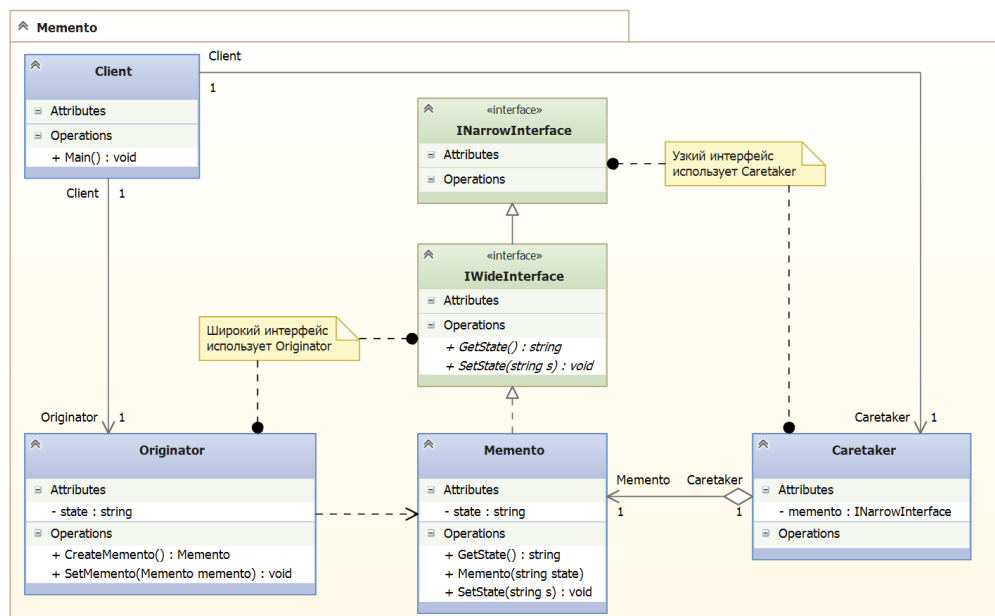 Memento
Client
Attributes
Operations
+ Main() : void
Client
1
Client
1
«interface»
INarrowInterface
Attributes
Operations
Узкий интерфейс
использует Caretaker
«interface»
IWideInterface
Attributes
Operations
+ GetState() : string
+ SetState(string s) : void
Широкий интерфейс
использует Originator
Originator
1
Caretaker
1
Originator
Attributes
- state : string
Operations
+ CreateMemento() : Memento
+ SetMemento(Memento memento) : void
Memento
Attributes
- state : string
Operations
+ GetState() : string
+ Memento(string state)
+ SetState(string s) : void
Memento
1
Caretaker
1
Caretaker
Attributes
- memento : INarrowInterface
Operations